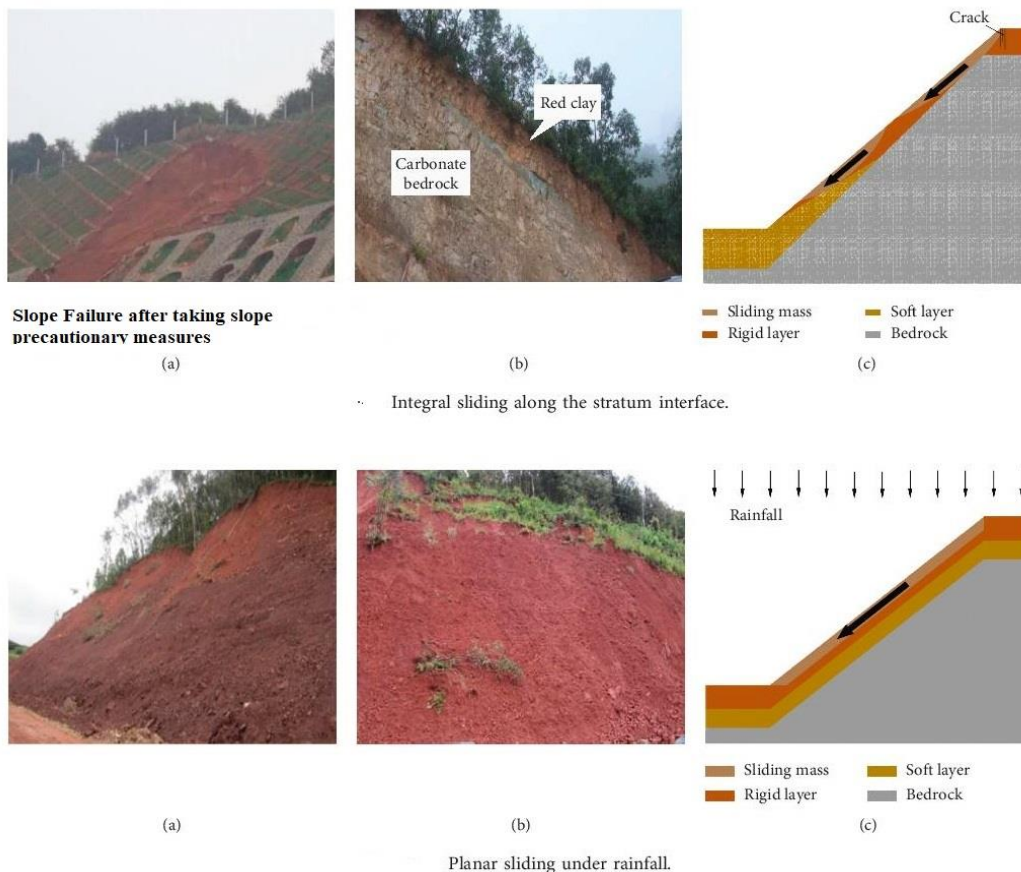 Crack
Red clay
Carbonate
bedrock
Slope Failure after taking slope
precautionary measures
Sliding mass
Soft layer
Rigid layer
Bedrock
(a)
(b)
(c)
Integral sliding along the stratum interface.
Rainfall
Sliding mass
Soft layer
Rigid layer
Bedrock
(a)
(b)
(c)
Planar sliding under rainfall.